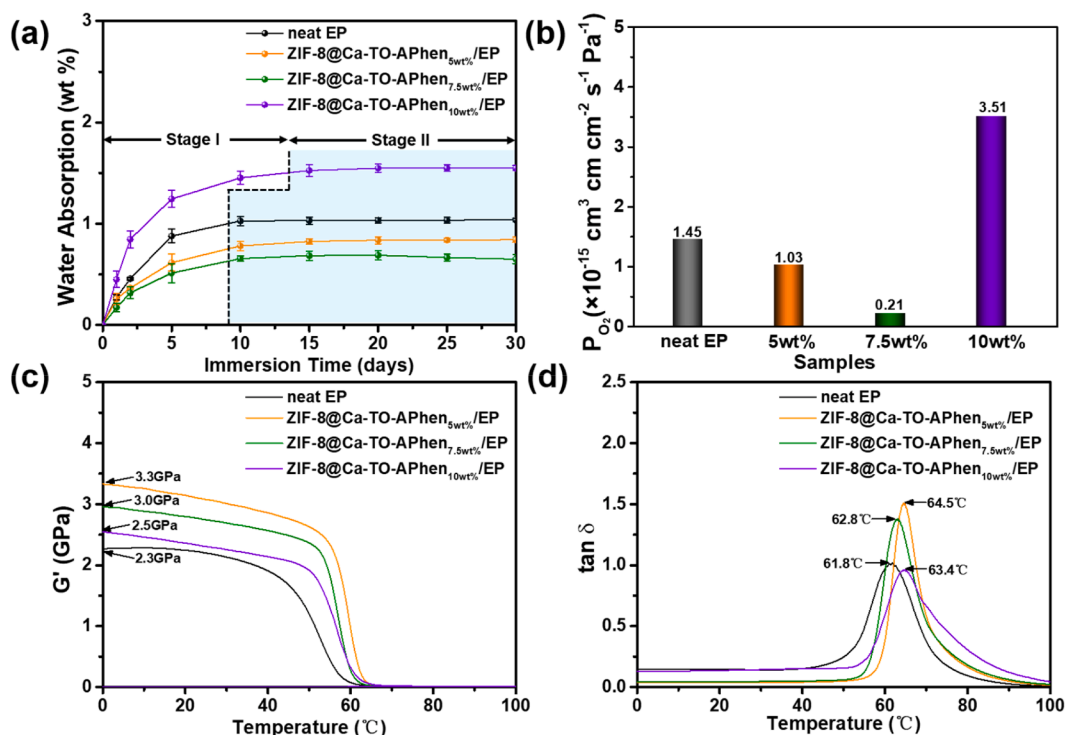 (a)
3
2
1
0
0
5
10
15
20
25
30
Water Absorption (wt %)
Immersion Time (days)
neat EP
ZIF-8@Ca-TO-APhen5wt%/EP
ZIF-8@Ca-TO-APhen7.5wt%/EP
ZIF-8@Ca-TO-APhen10wt%/EP
Stage I
Stage II
(b)
5
4
3
2
1
0
P O2 (×10-15 cm3 cm cm-2 s-1 Pa-1)
1.45
1.03
0.21
3.51
neat EP
5wt%
7.5wt%
10wt%
Samples
(c)
5
4
3
2
1
0
0
20
40
60
80
100
G' (GPa)
Temperature (℃)
neat EP
ZIF-8@Ca-TO-APhen5wt%/EP
ZIF-8@Ca-TO-APhen7.5wt%/EP
ZIF-8@Ca-TO-APhen10wt%/EP
3.3GPa
3.0GPa
2.5GPa
2.3GPa
(d)
2.5
2.0
1.5
1.0
0.5
0.0
0
20
40
60
80
100
tan δ
Temperature (℃)
neat EP
ZIF-8@Ca-TO-APhen5wt%/EP
ZIF-8@Ca-TO-APhen7.5wt%/EP
ZIF-8@Ca-TO-APhen10wt%/EP
64.5℃
62.8℃
61.8℃
63.4℃